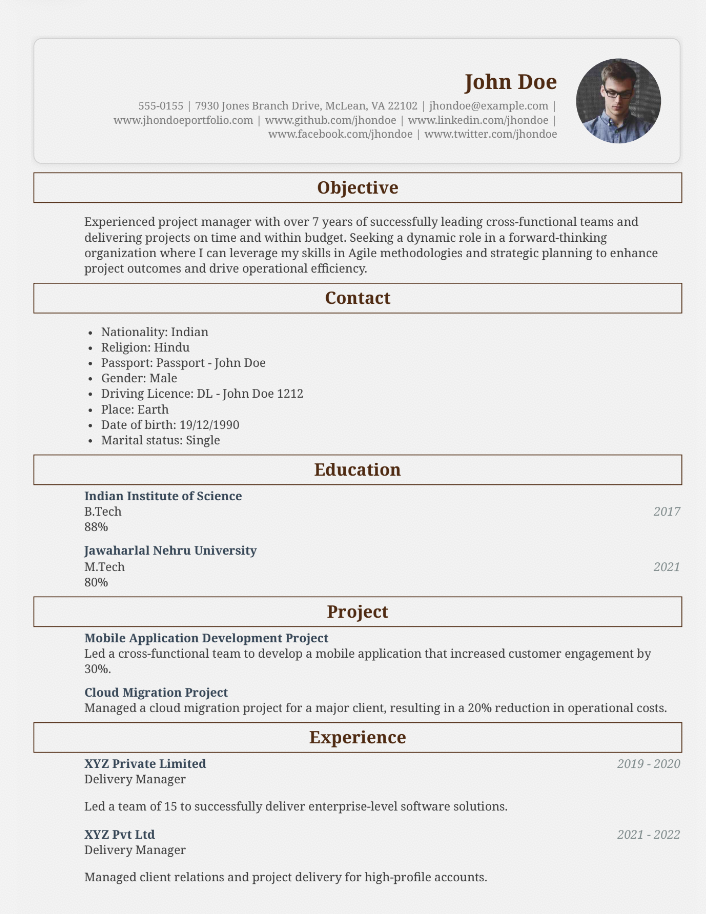 John Doe
555-0155 | 7930 Jones Branch Drive, McLean, VA 22102 | jhondoe@example.com |
www.jhondoeportfolio.com | www.github.com/jhondoe | www.linkedin.com/jhondoe |
www.facebook.com/jhondoe | www.twitter.com/jhondoe
Objective
Experienced project manager with over 7 years of successfully leading cross-functional teams and
delivering projects on time and within budget. Seeking a dynamic role in a forward-thinking
organization where I can leverage my skills in Agile methodologies and strategic planning to enhance
project outcomes and drive operational efficiency.
Contact
• Nationality: Indian
• Religion: Hindu
• Passport: Passport - John Doe
• Gender: Male
• Driving Licence: DL - John Doe 1212
• Place: Earth
• Date of birth: 19/12/1990
• Marital status: Single
Education
Indian Institute of Science
B.Tech 2017
88%
Jawaharlal Nehru University
M.Tech 2021
80%
Project
Mobile Application Development Project
Led a cross-functional team to develop a mobile application that increased customer engagement by
30%.
Cloud Migration Project
Managed a cloud migration project for a major client, resulting in a 20% reduction in operational costs.
Experience
XYZ Private Limited 2019 - 2020
Delivery Manager
Led a team of 15 to successfully deliver enterprise-level software solutions.
XYZ Pvt Ltd 2021 - 2022
Delivery Manager
Managed client relations and project delivery for high-profile accounts.